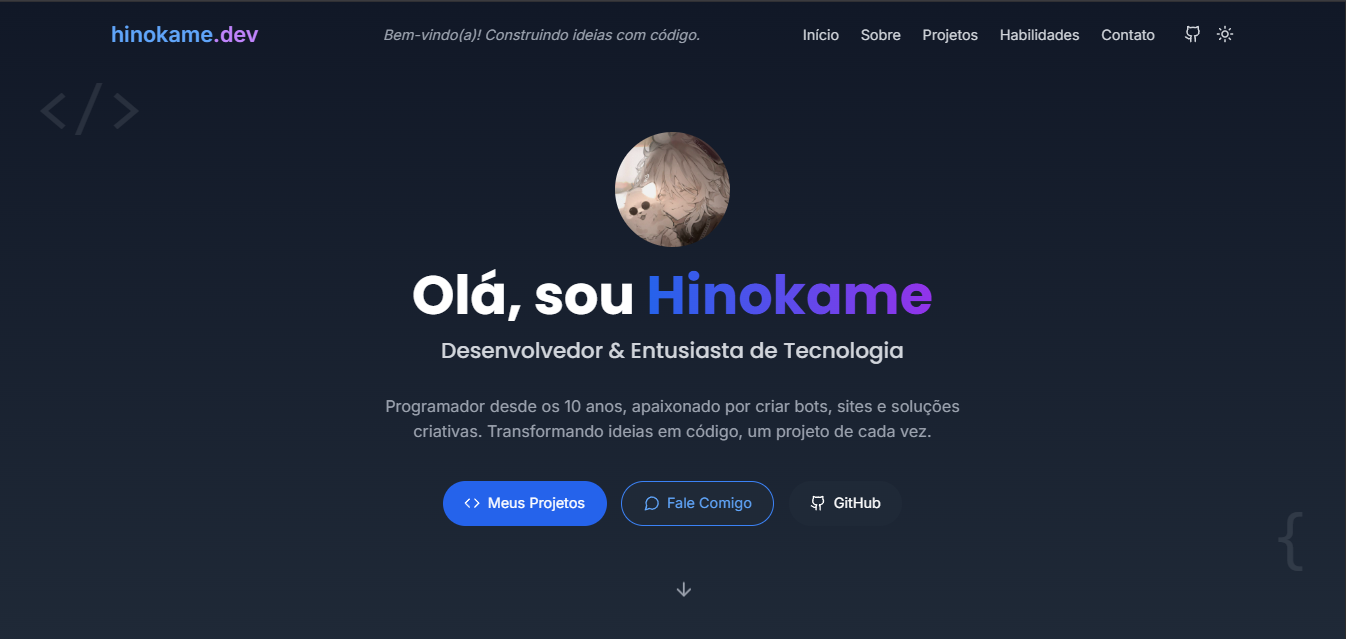 hinokame.dev
Bem-vindo(a)! Construindo ideias com código.
Início Sobre Projetos Habilidades Contato
</>
Olá, sou Hinokame
Desenvolvedor & Entusiasta de Tecnologia
Programador desde os 10 anos, apaixonado por criar bots, sites e soluções
criativas. Transformando ideias em código, um projeto de cada vez.
<> Meus Projetos
Fale Comigo
GitHub
{